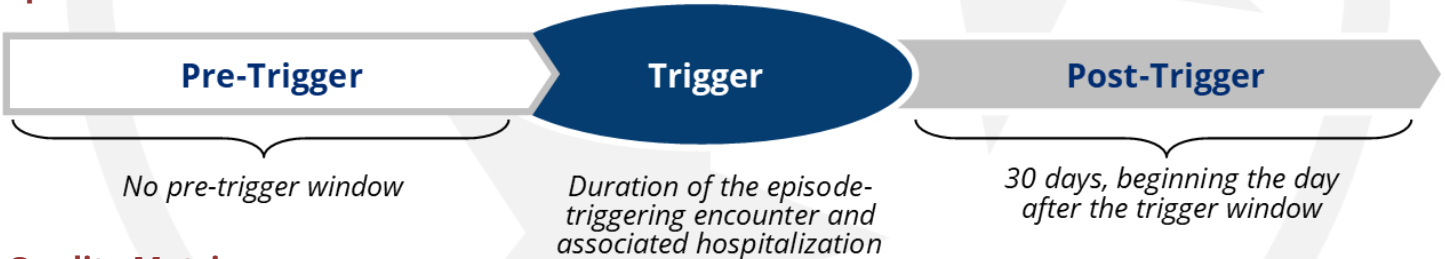 Pre-Trigger
Trigger
Post-Trigger
No pre-trigger window
Duration of the episode-
triggering encounter and
associated hospitalization
30 days, beginning the day
after the trigger window